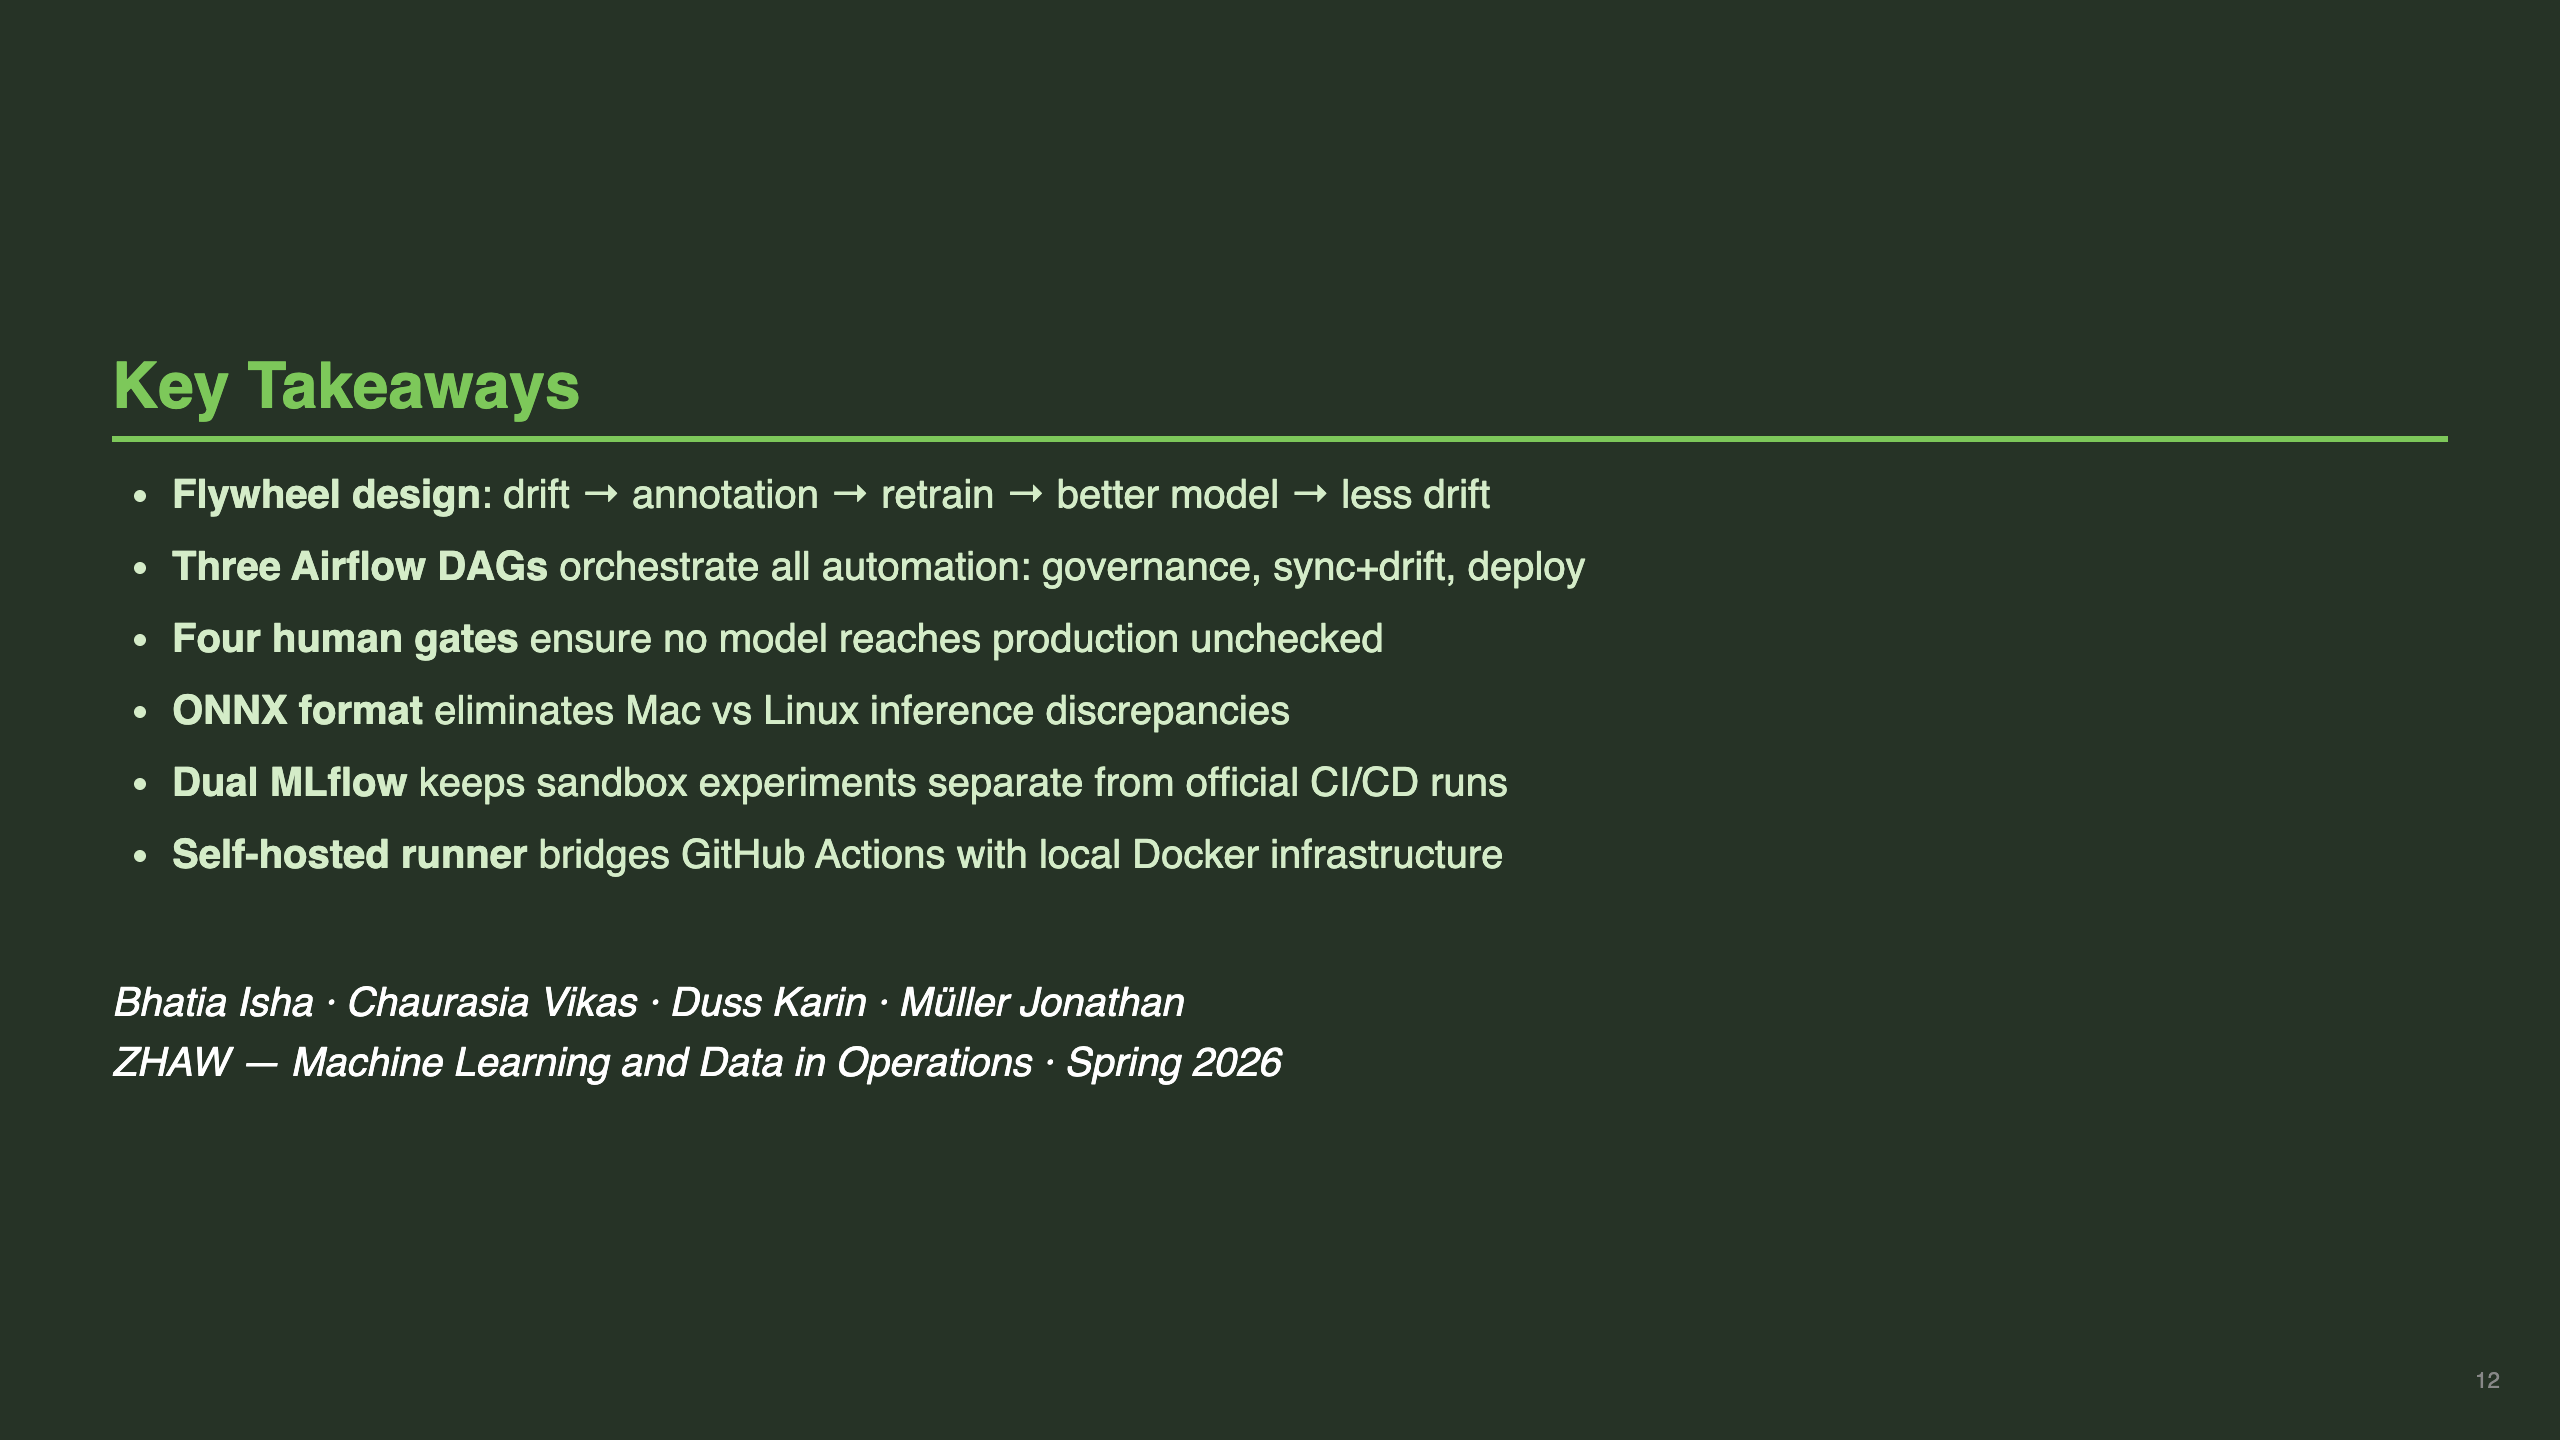 Key Takeaways
• Flywheel design: drift → annotation → retrain → better model → less drift
• Three Airflow DAGs orchestrate all automation: governance, sync+drift, deploy
• Four human gates ensure no model reaches production unchecked
• ONNX format eliminates Mac vs Linux inference discrepancies
• Dual MLflow keeps sandbox experiments separate from official CI/CD runs
• Self-hosted runner bridges GitHub Actions with local Docker infrastructure
Bhatia Isha · Chaurasia Vikas · Duss Karin · Müller Jonathan
ZHAW — Machine Learning and Data in Operations · Spring 2026
12